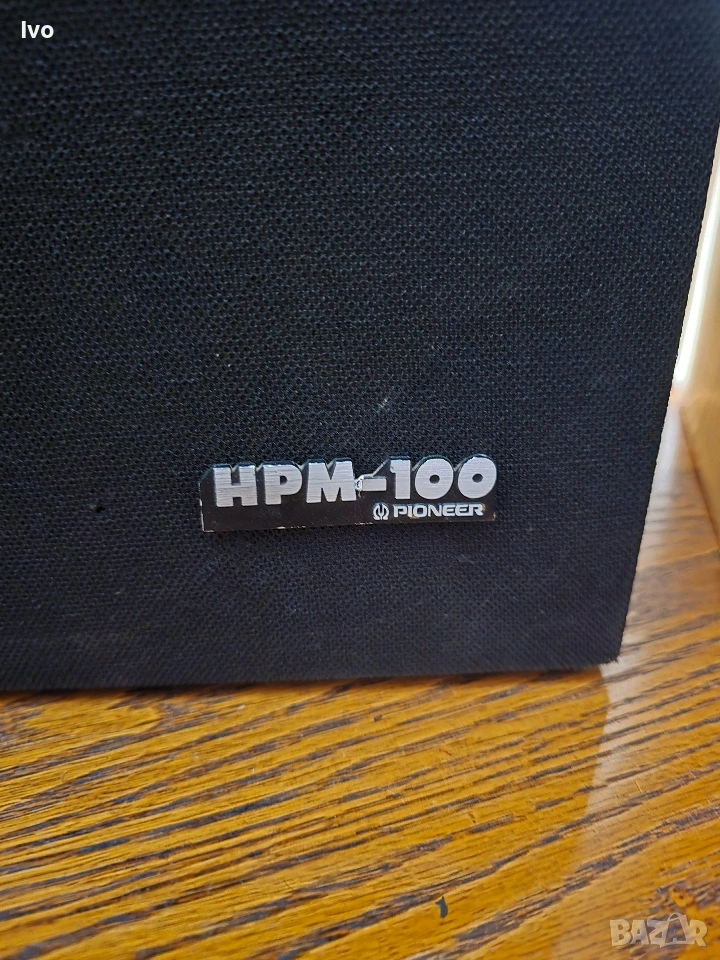 Ivo
HPM-100
PIONEER
BAZAR